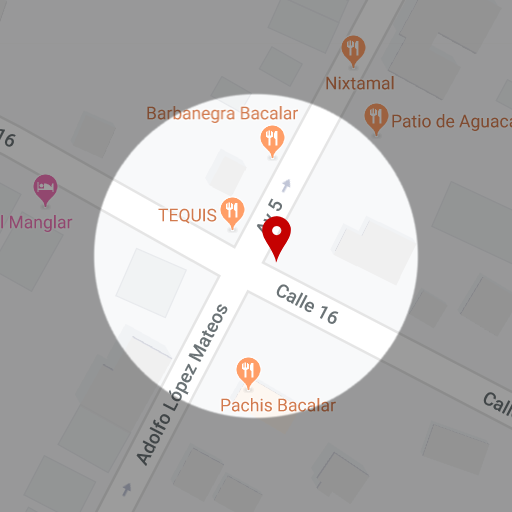 Nixtamal
Barbanegra Bacalar
Patio de Aguaca
16
TEQUIS
Av 5
l Manglar
Calle 16
Adolfo López Mateos
Pachis Bacalar
Call